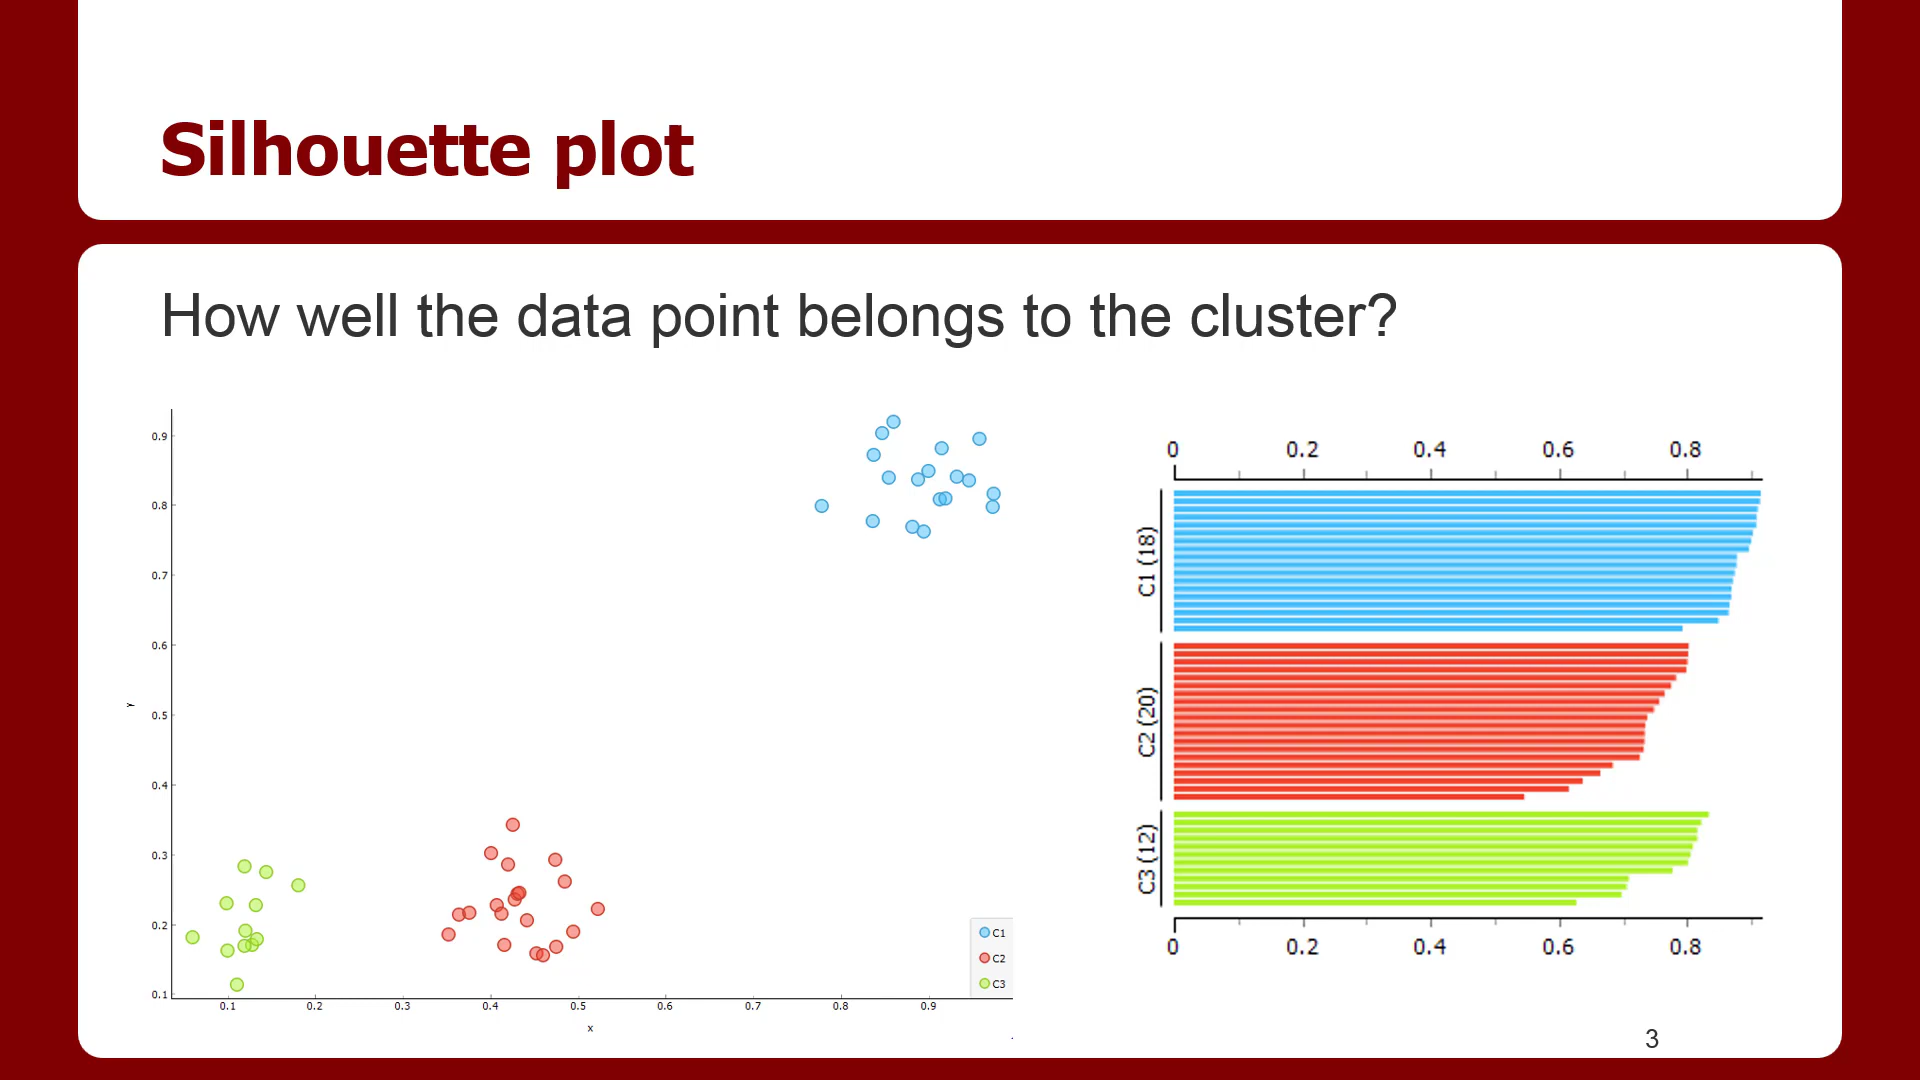 Silhouette plot
How well the data point belongs to the cluster?
0.9
0.8
0.7
0.6
0.5
0.4
0.3
0.2
0.1
y
0.1 0.2 0.3 0.4 0.5 0.6 0.7 0.8 0.9
x
C1
C2
C3
0 0.2 0.4 0.6 0.8
C1 (18)
C2 (20)
C3 (12)
0 0.2 0.4 0.6 0.8
3